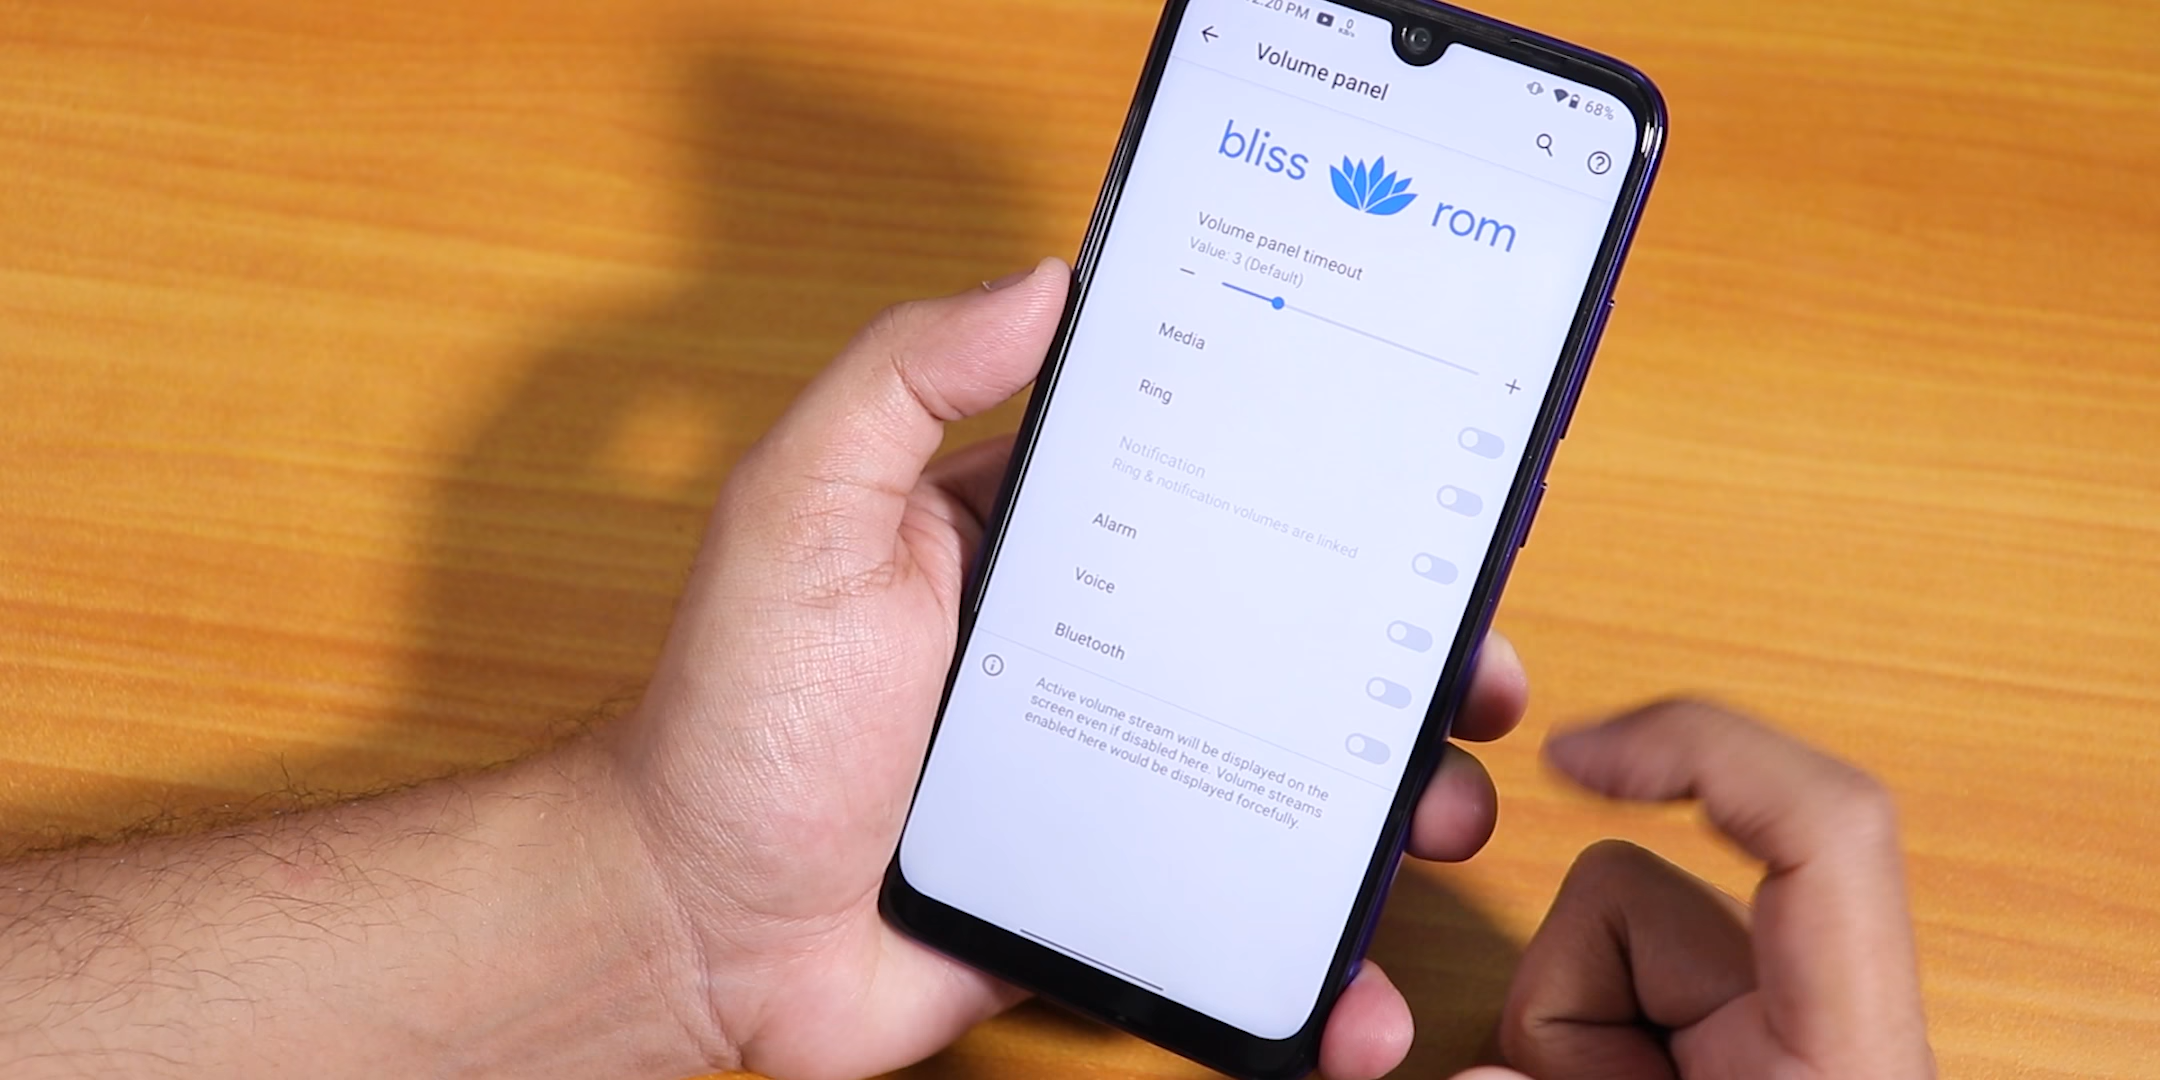 :20 PM 0
KB/s
68%
Volume panel
bliss rom
Volume panel timeout
Value: 3 (Default)
Media
Ring
Notification
Ring & notification volumes are linked
Alarm
Voice
Bluetooth
Active volume stream will be displayed on the
screen even if disabled here. Volume streams
enabled here would be displayed forcefully.